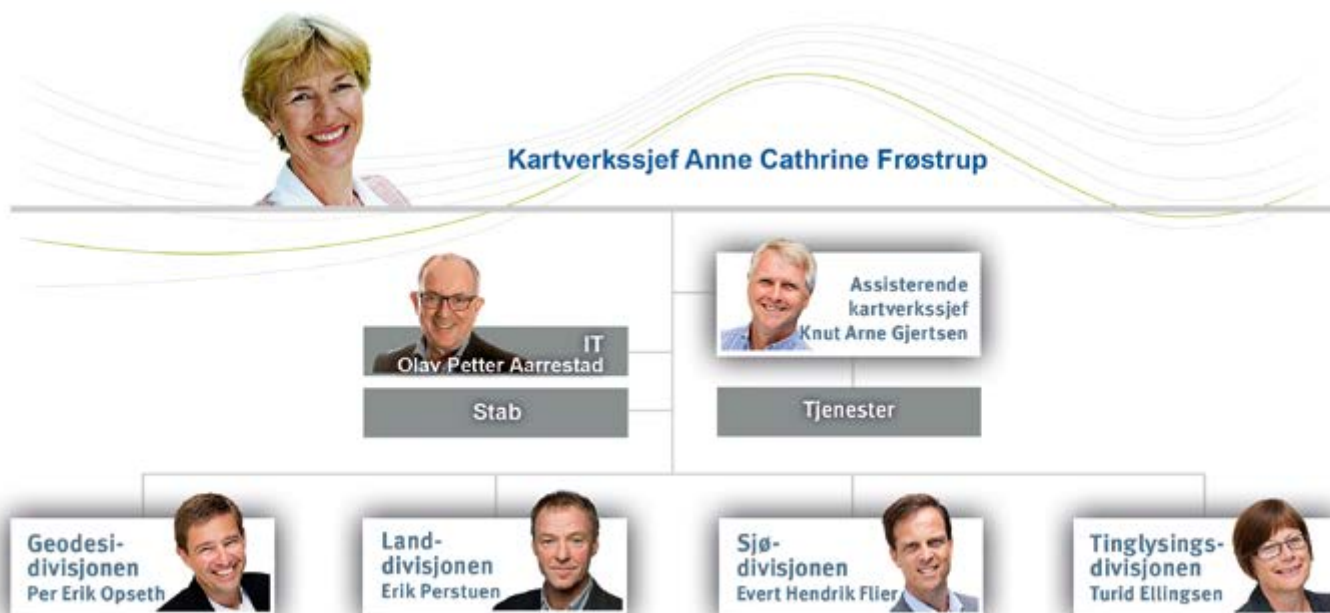 Kartverkssjef Anne Cathrine Frøstrup
Assisterende
kartverkssjef
Knut Arne Gjertsen
IT
Olav Petter Aarrestad
Stab
Tjenester
Geodesi-
divisjonen
Per Erik Opseth
Land-
divisjonen
Erik Perstuen
Sjø-
divisjonen
Evert Hendrik Flier
Tinglysings-
divisjonen
Turid Ellingsen